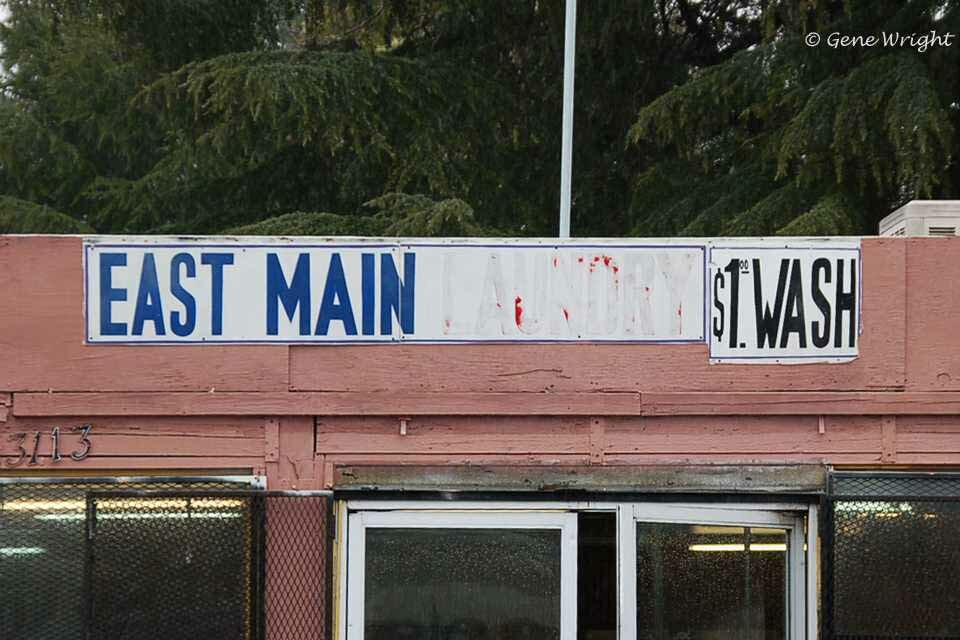 © Gene Wright
EAST MAIN LAUNDRY
$1.00 WASH
3113